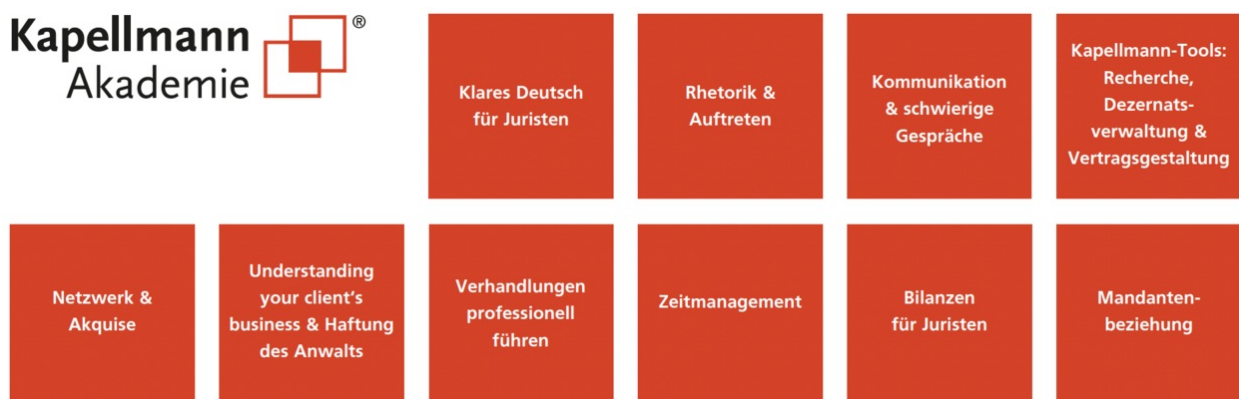 Kapellmann
Akademie
®
Klares Deutsch
für Juristen
Rhetorik &
Auftreten
Kommunikation
& schwierige
Gespräche
Kapellmann-Tools:
Recherche,
Dezernats-
verwaltung &
Vertragsgestaltung
Netzwerk &
Akquise
Understanding
your client’s
business & Haftung
des Anwalts
Verhandlungen
professionell
führen
Zeitmanagement
Bilanzen
für Juristen
Mandanten-
beziehung